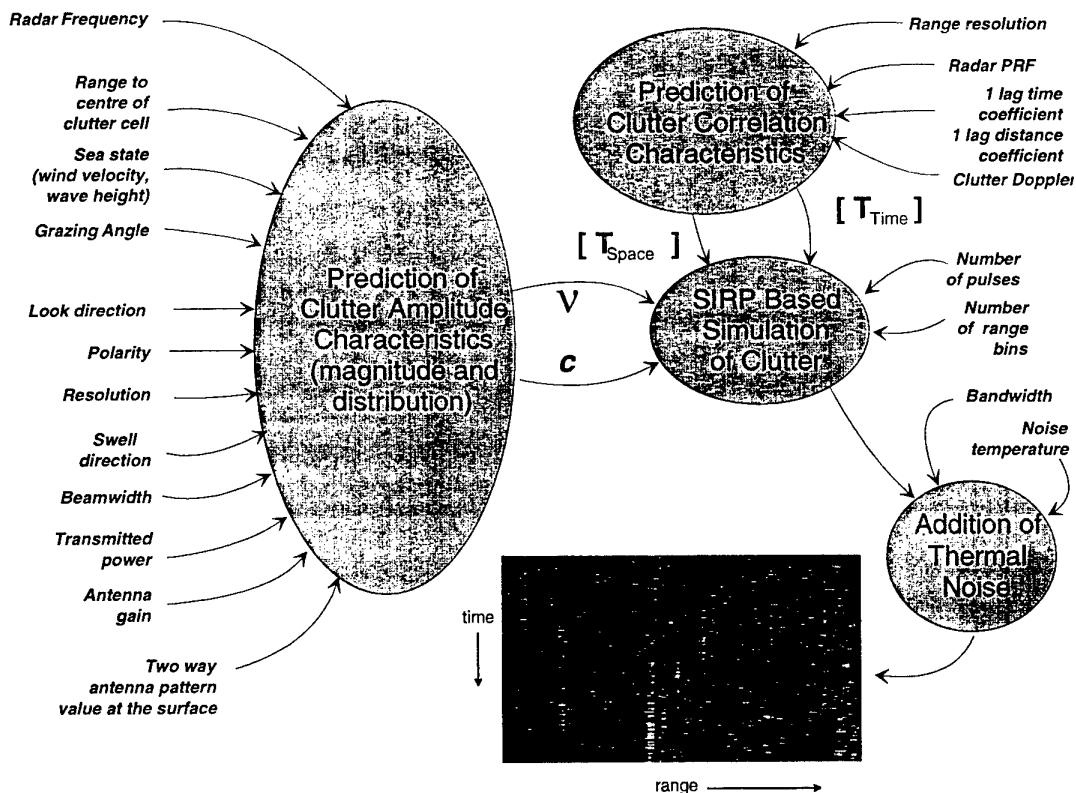 Radar Frequency
Range to
centre of
clutter cell
Sea state
(wind velocity,
wave height)
Grazing Angle
Look direction
Polarity
Resolution
Swell
direction
Beamwidth
Transmitted
power
Antenna
gain
Two way
antenna pattern
value at the surface
Prediction of
Clutter Amplitude
Characteristics
(magnitude and
distribution)
ν
c
Prediction of
Clutter Correlation
Characteristics
Range resolution
Radar PRF
1 lag time
coefficient
1 lag distance
coefficient
Clutter Doppler
[ T Space ]
[ T Time ]
SIRP Based
Simulation
of Clutter
Number
of pulses
Number
of range
bins
Bandwidth
Noise
temperature
Addition of
Thermal
Noise
time
range